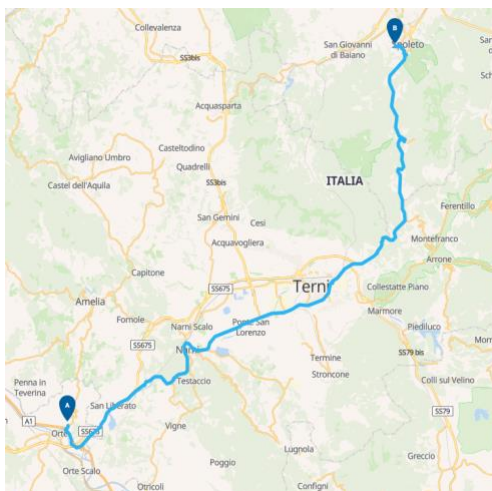 Collevalenza
B
San Giovanni
di Baiano
SS3bis
Acquasparta
Casteltodino
Avigliano Umbro
Quadrelli
ITALIA
SS3bis
Castel dell'Aquila
Ferentillo
San Gemini
Cesi
Acquavogliera
Montefranco
Arrone
Capitone
SS675
Terni
Collestatte Piano
Amelia
Marmore
Fornole
Narni Scalo
Ponte San
Lorenzo
Piediluco
SS675
Narni
Termine
SS79 bis
Penna in
Teverina
Testaccio
Stroncone
Colli sul Velino
A
San Liberato
A1
Orte
SS675
Vigne
SS79
Lugnola
Greccio
Orte Scalo
Poggio
Otricoli
Configni